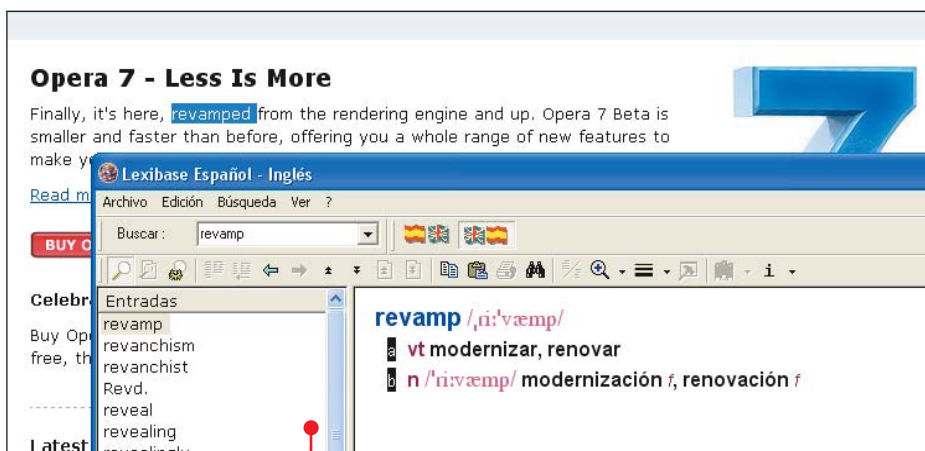 Opera 7 - Less Is More
Finally, it's here, revamped from the rendering engine and up. Opera 7 Beta is
smaller and faster than before, offering you a whole range of new features to
make
7
Lexibase Español - Inglés
Read
Archivo Edición Búsqueda Ver ?
Buscar: revamp
BUY
i
Entradas
revamp
revanchism
revanchist
Revd.
reveal
revealing
Buy
free, th
Latest
revamp /ˌriːˈvæmp/
a vt modernizar, renovar
b n /ˈriːvæmp/ modernización f, renovación f